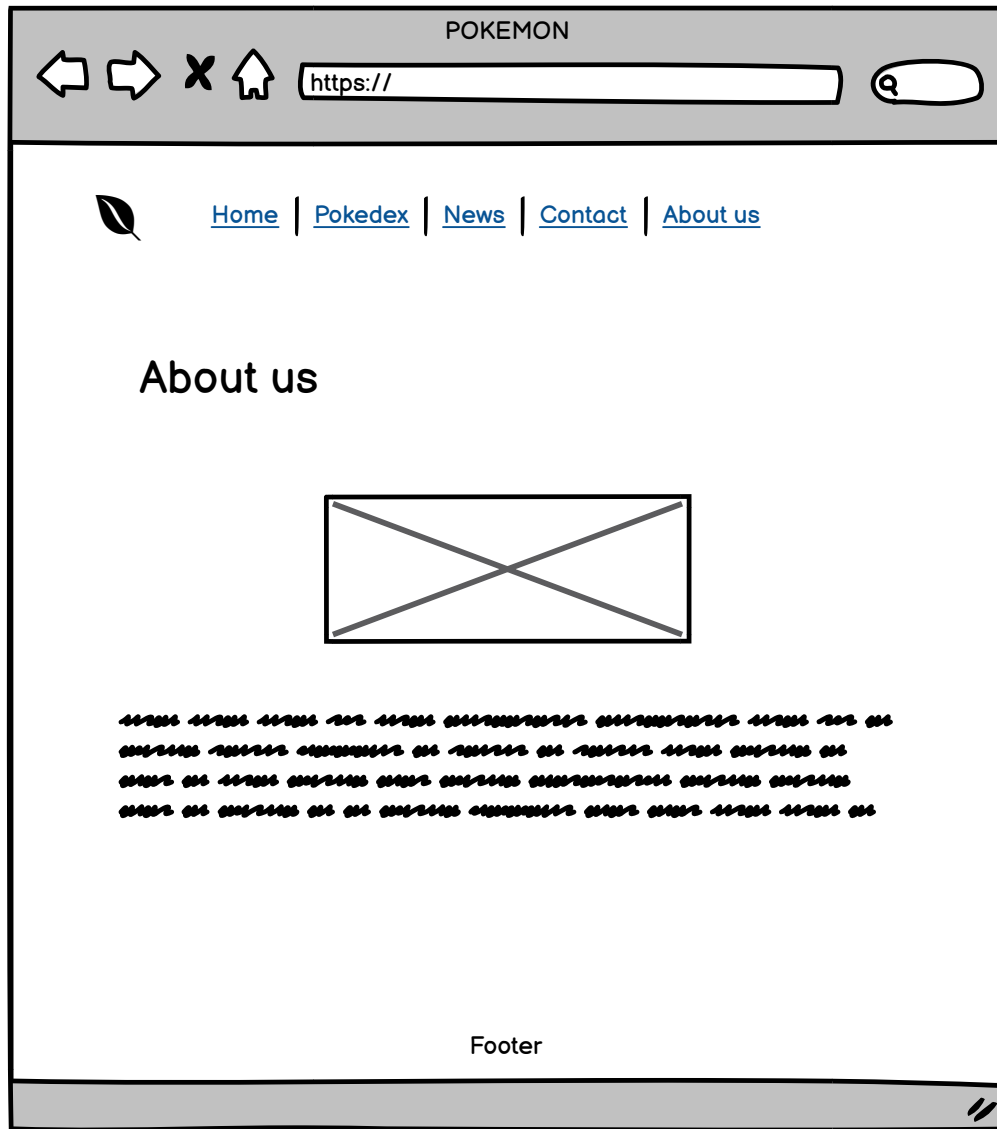 POKEMON
https://
Home | Pokedex | News | Contact | About us
About us
Footer